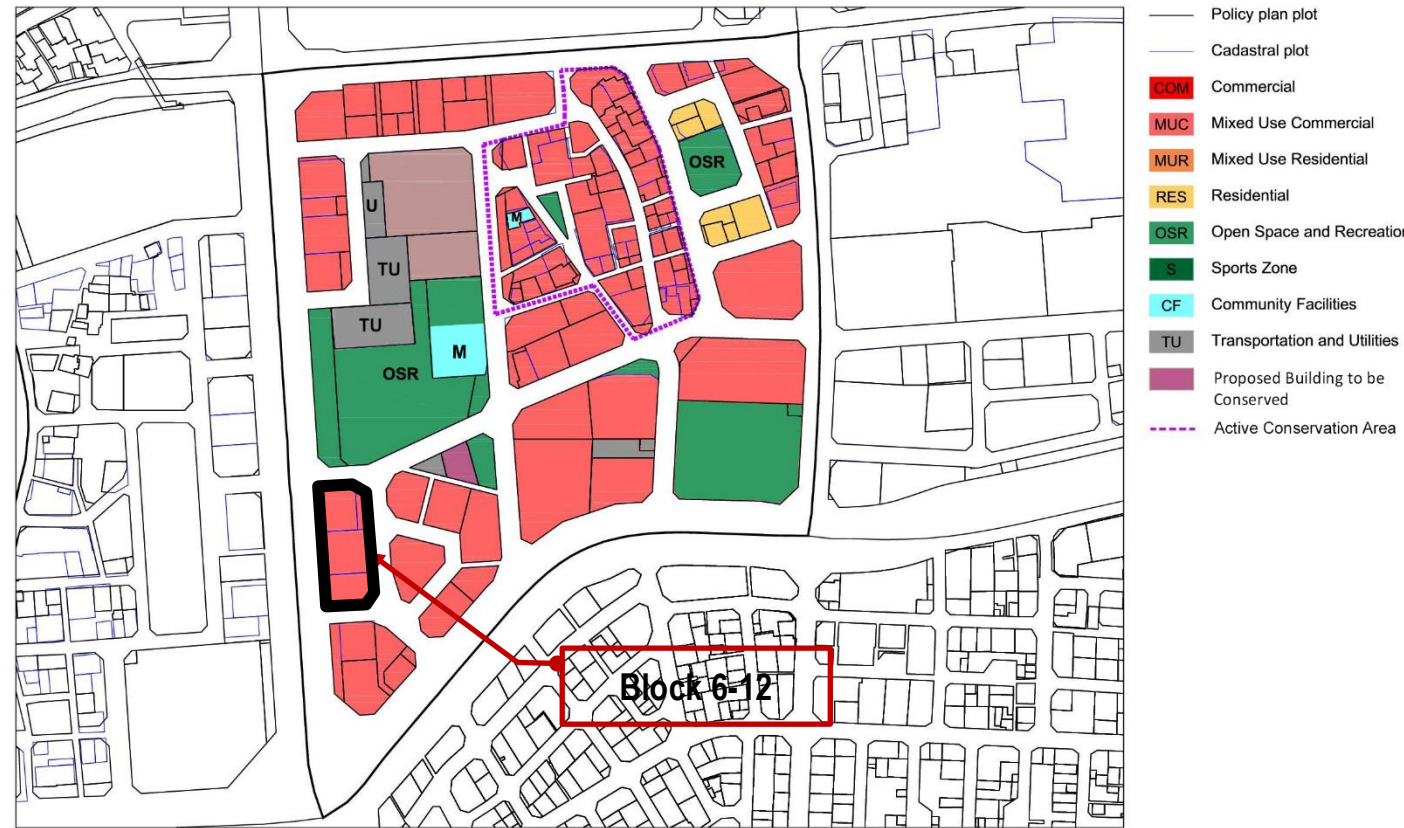 Policy plan plot
Cadastral plot
COM Commercial
MUC Mixed Use Commercial
MUR Mixed Use Residential
RES Residential
OSR Open Space and Recreation
S Sports Zone
CF Community Facilities
TU Transportation and Utilities
Proposed Building to be
Conserved
Active Conservation Area
OSR
U
M
TU
TU
M
OSR
Block 6-12